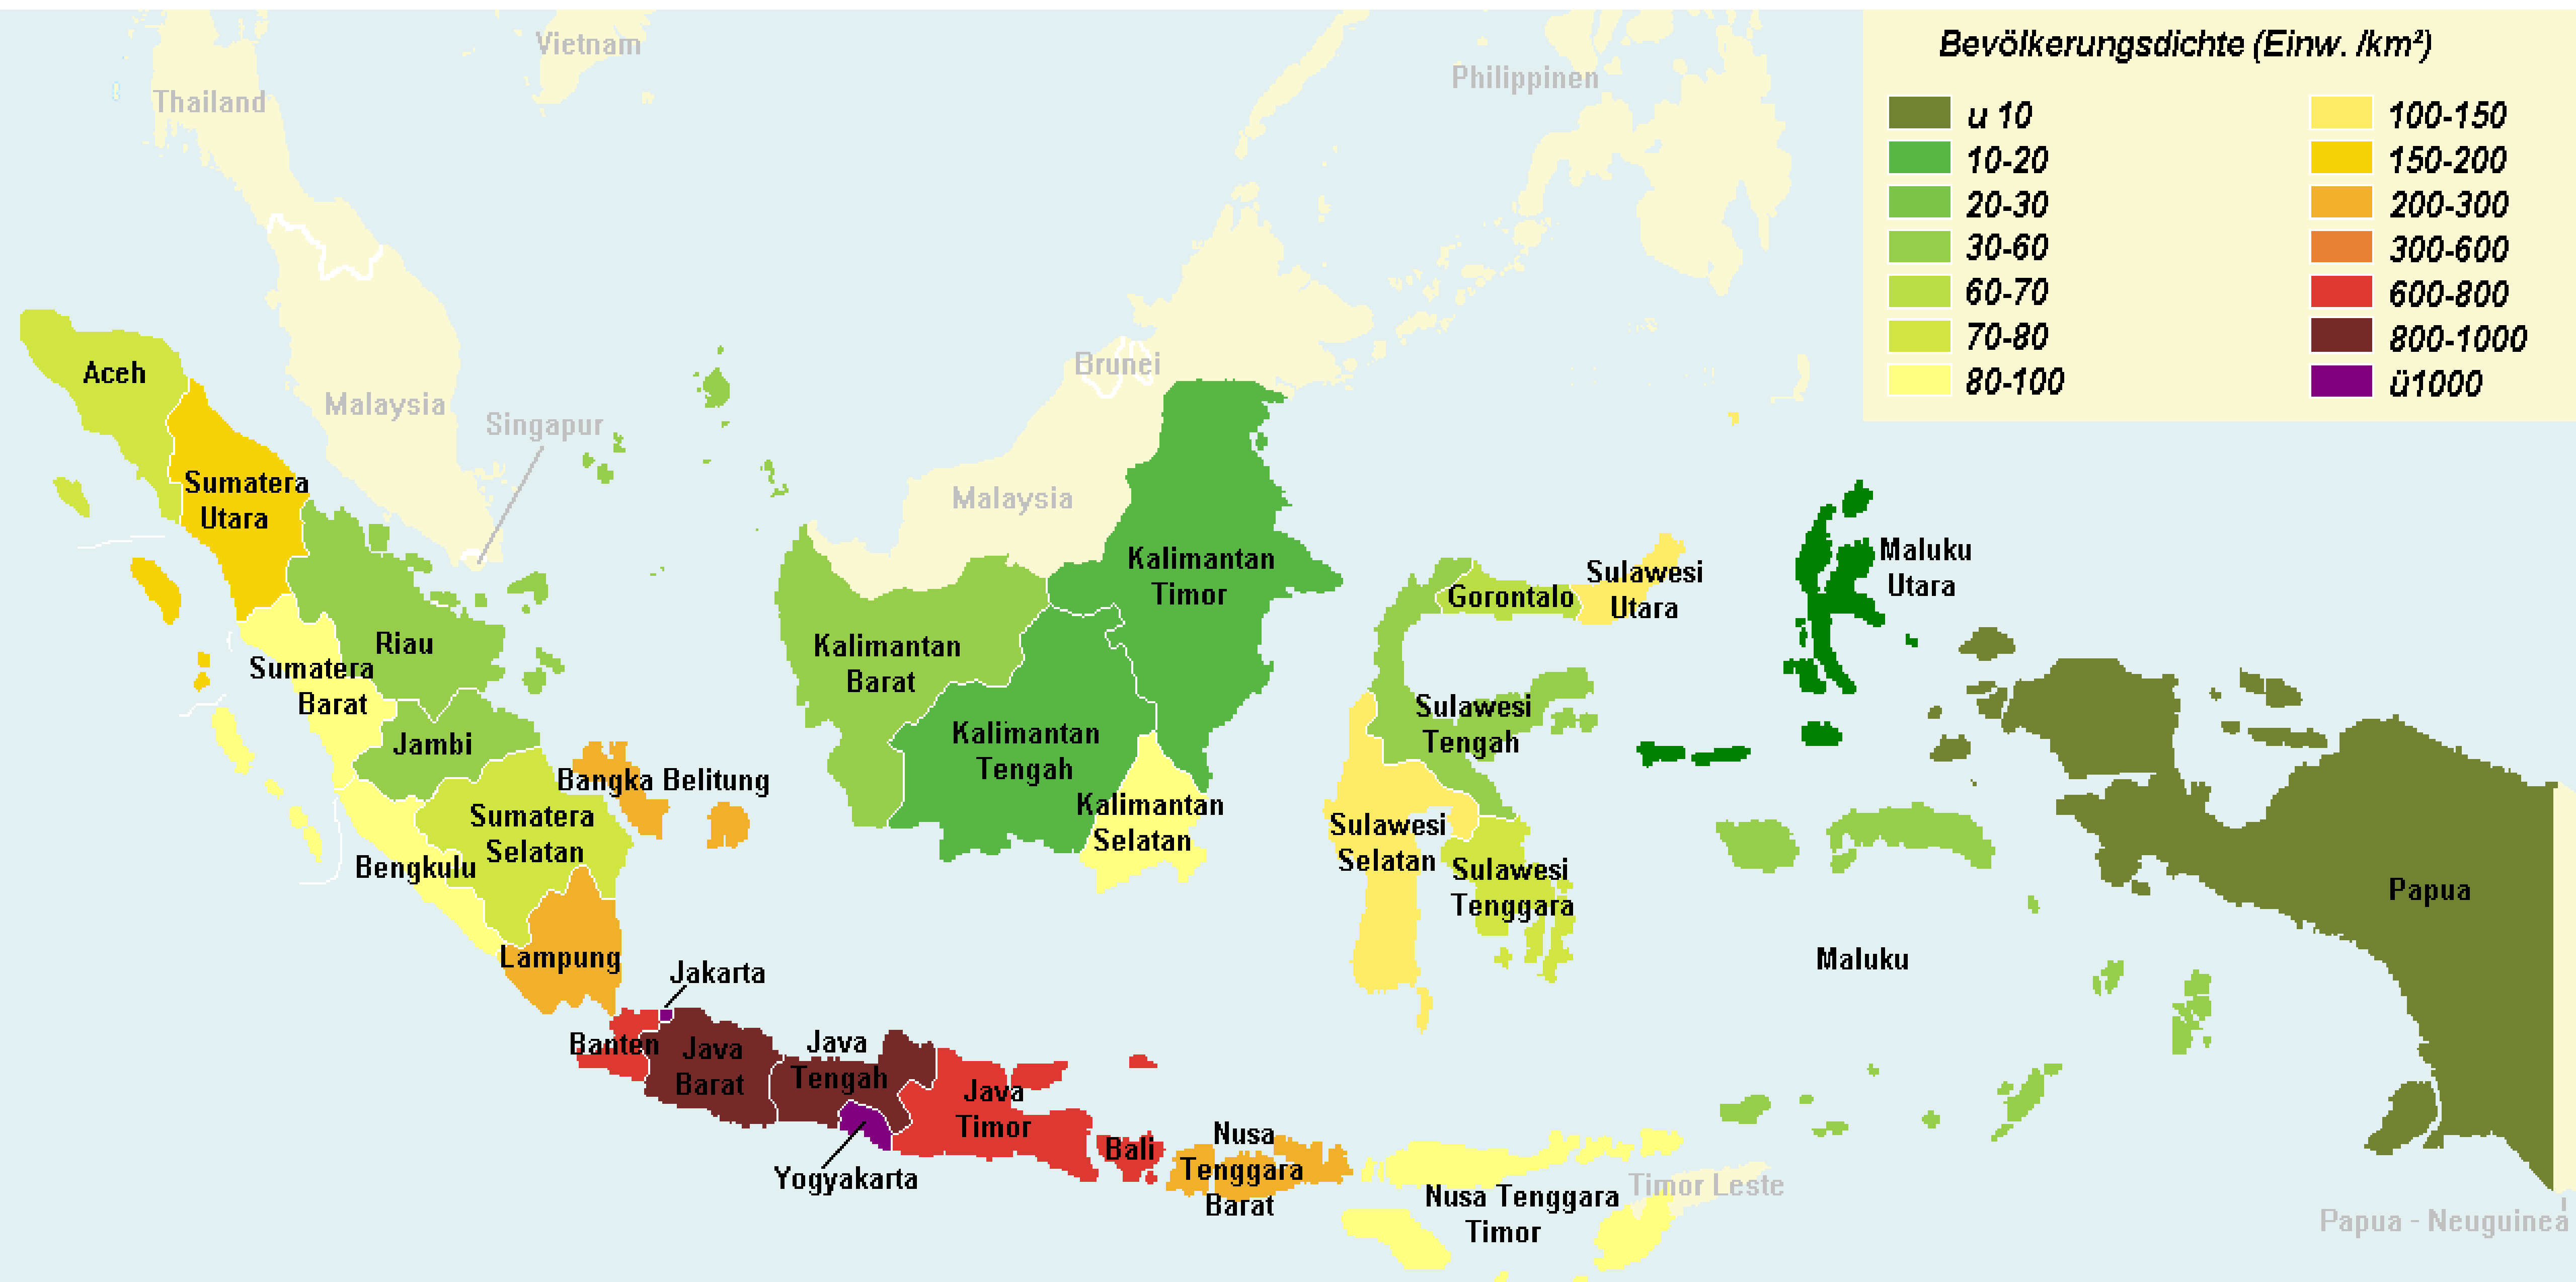 Bevölkerungsdichte (Einw. /km²)
u 10
10-20
20-30
30-60
60-70
70-80
80-100
100-150
150-200
200-300
300-600
600-800
800-1000
ü1000
Vietnam
Thailand
Philippinen
Malaysia
Singapur
Brunei
Malaysia
Aceh
Sumatera
Utara
Riau
Sumatera
Barat
Jambi
Bangka Belitung
Sumatera
Selatan
Bengkulu
Lampung
Kalimantan
Timor
Kalimantan
Barat
Kalimantan
Tengah
Kalimantan
Selatan
Gorontalo
Sulawesi
Utara
Sulawesi
Tengah
Sulawesi
Selatan
Sulawesi
Tenggara
Maluku
Utara
Maluku
Papua
Jakarta
Banten
Java
Barat
Java
Tengah
Yogyakarta
Java
Timor
Bali
Nusa
Tenggara
Barat
Nusa Tenggara
Timor
Timor Leste
Papua - Neuguinea